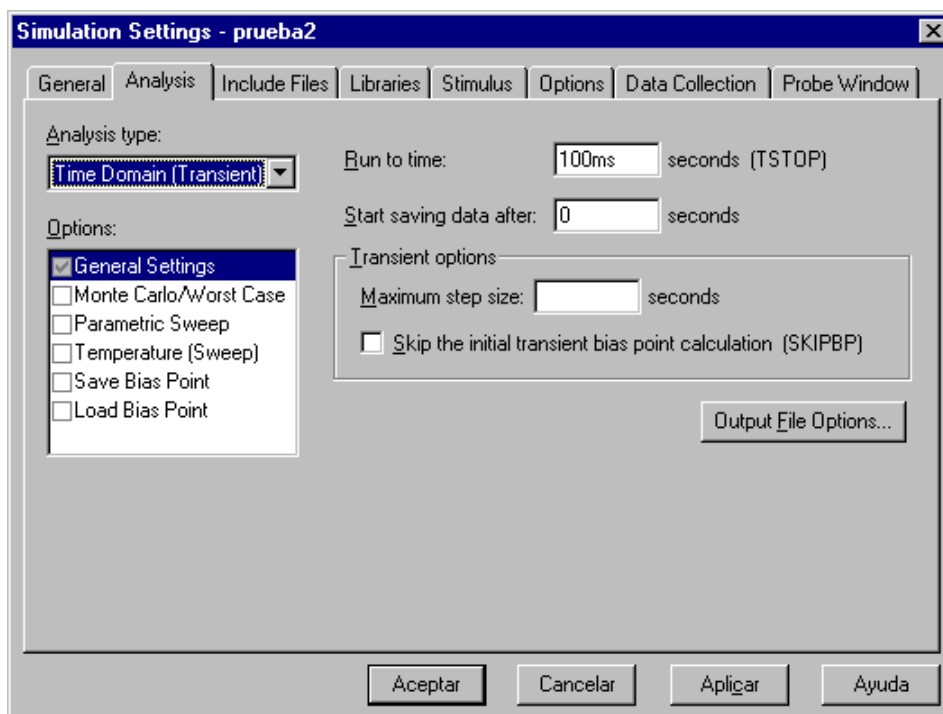 Simulation Settings - prueba2
General Analysis Include Files Libraries Stimulus Options Data Collection Probe Window
Analysis type:
Time Domain (Transient)
Options:
General Settings
Monte Carlo/Worst Case
Parametric Sweep
Temperature (Sweep)
Save Bias Point
Load Bias Point
Run to time: 100ms seconds (TSTOP)
Start saving data after: 0 seconds
Transient options
Maximum step size: seconds
Skip the initial transient bias point calculation (SKIPBP)
Output File Options...
Aceptar Cancelar Aplicar Ayuda